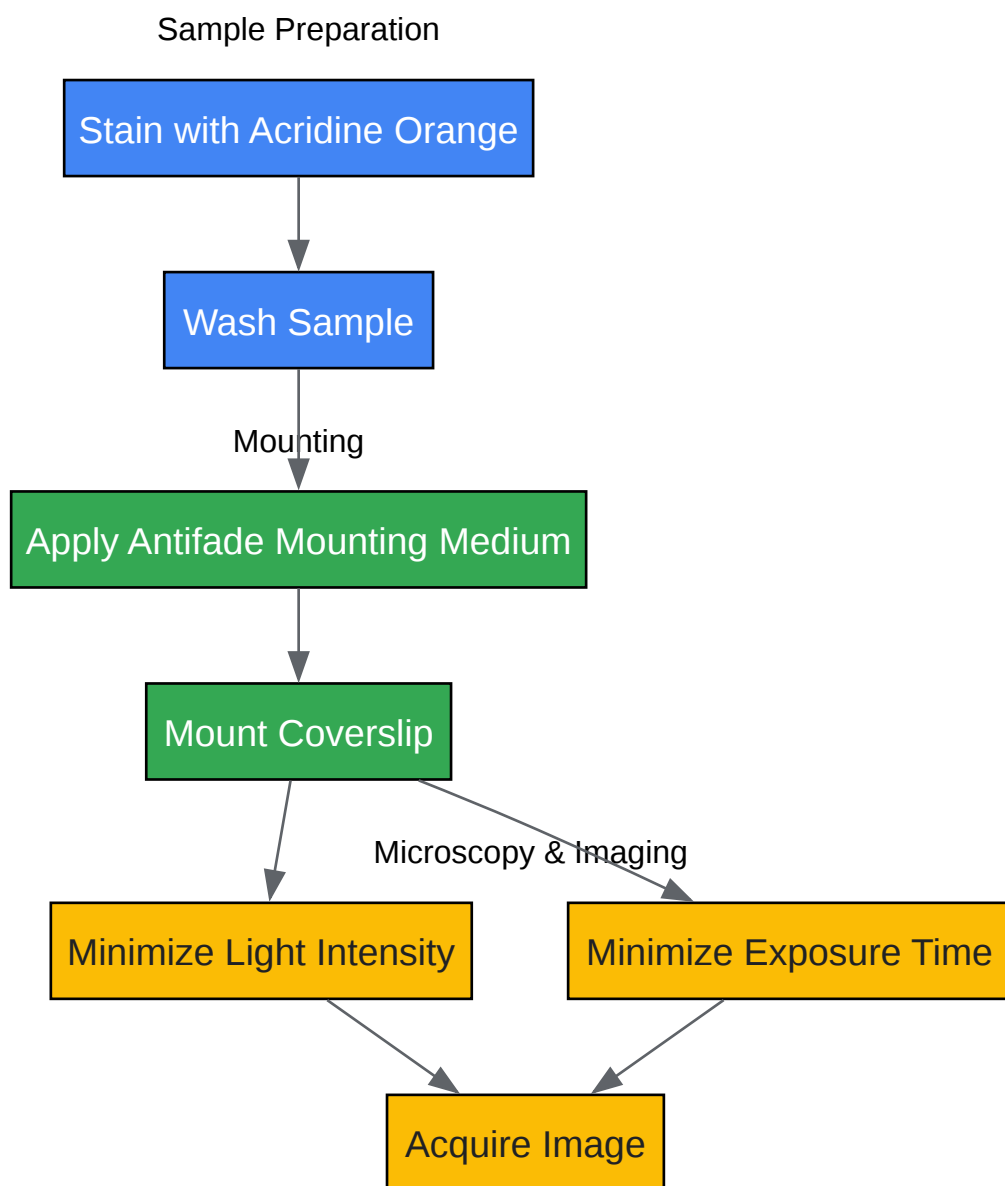 Sample Preparation
Stain with Acridine Orange
Wash Sample
Mounting
Apply Antifade Mounting Medium
Mount Coverslip
Microscopy & Imaging
Minimize Light Intensity
Minimize Exposure Time
Acquire Image